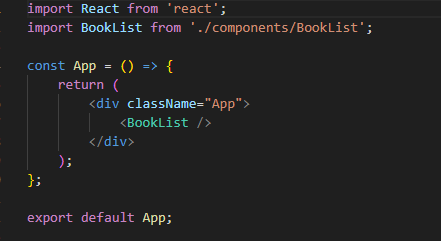 import React from 'react';
import BookList from './components/BookList';
const App = () => {
    return (
        <div className="App">
            <BookList />
        </div>
    );
};
export default App;